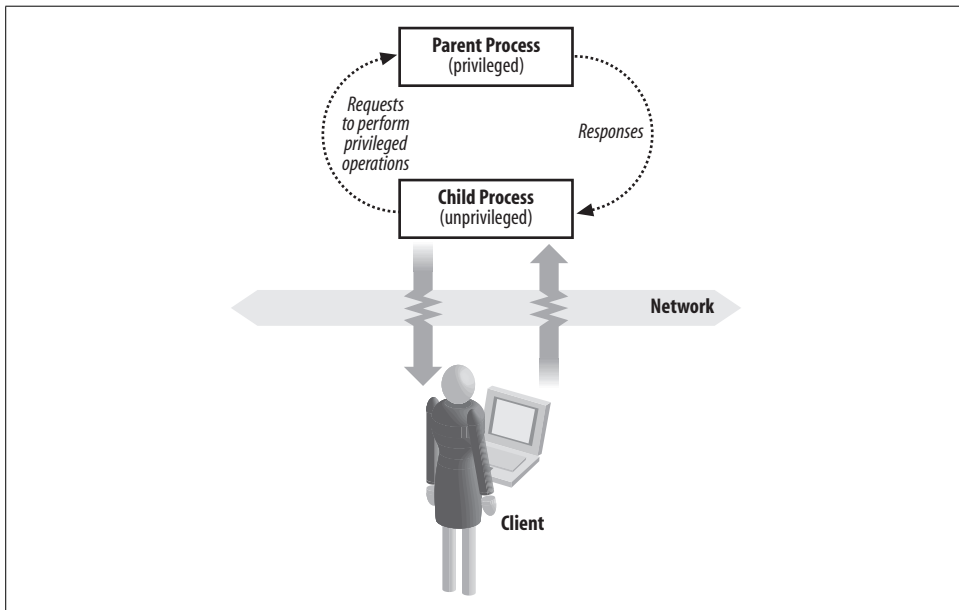 Parent Process
(privileged)
Requests
to perform
privileged
operations
Responses
Child Process
(unprivileged)
Network
Client